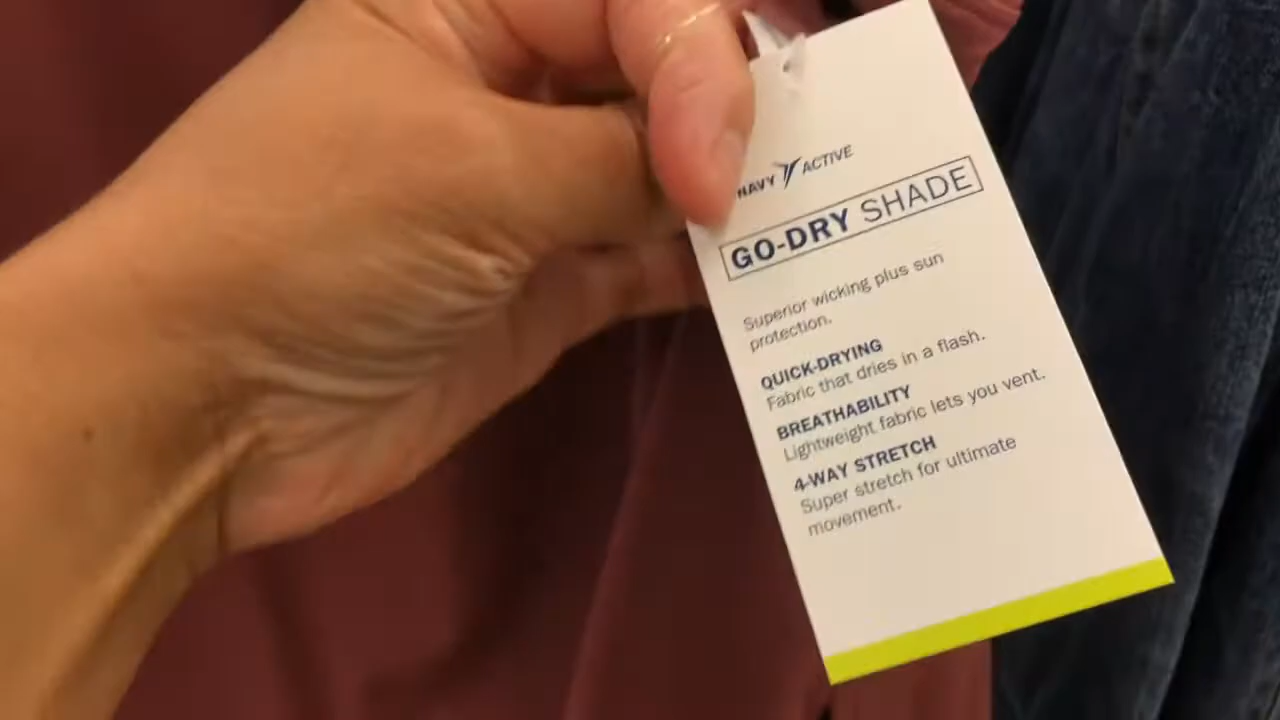 NAVY ACTIVE
GO-DRY SHADE
Superior wicking plus sun
protection.
QUICK-DRYING
Fabric that dries in a flash.
BREATHABILITY
Lightweight fabric lets you vent.
4-WAY STRETCH
Super stretch for ultimate
movement.